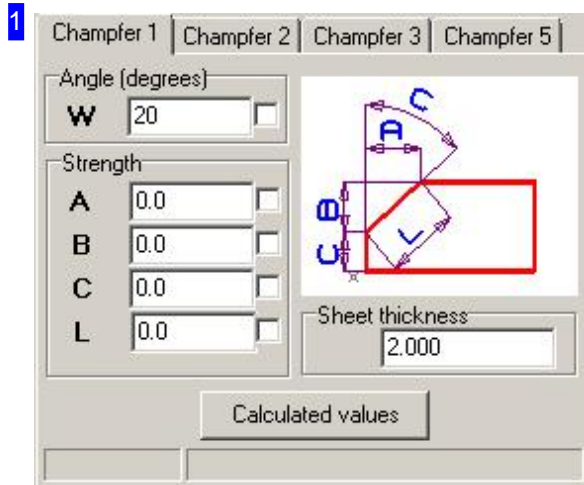 1
Champfer 1 Champfer 2 Champfer 3 Champfer 5
Angle (degrees)
W 20
Strength
A 0.0
B 0.0
C 0.0
L 0.0
C
A
B
C
L
Sheet thickness
2.000
Calculated values